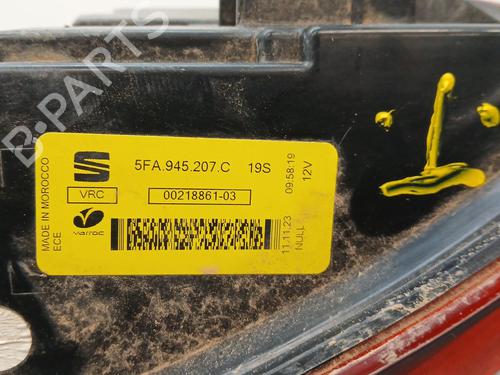 B-PARTS
MADE IN MOROCCO
ECE
5FA.945.207.C 19S
VRC
00218861-03
09:58:19
12V
11.11.23
NULL